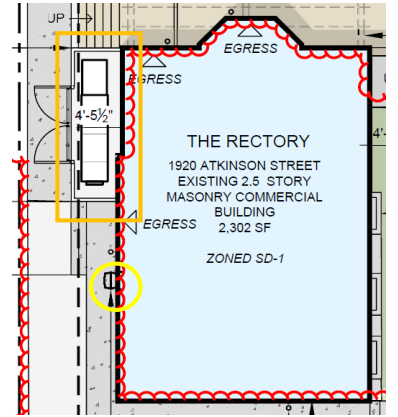 UP
EGRESS
EGRESS
4'-5½"
THE RECTORY
1920 ATKINSON STREET
EXISTING 2.5 STORY
MASONRY COMMERCIAL
BUILDING
2,302 SF
EGRESS
ZONED SD-1
4'-